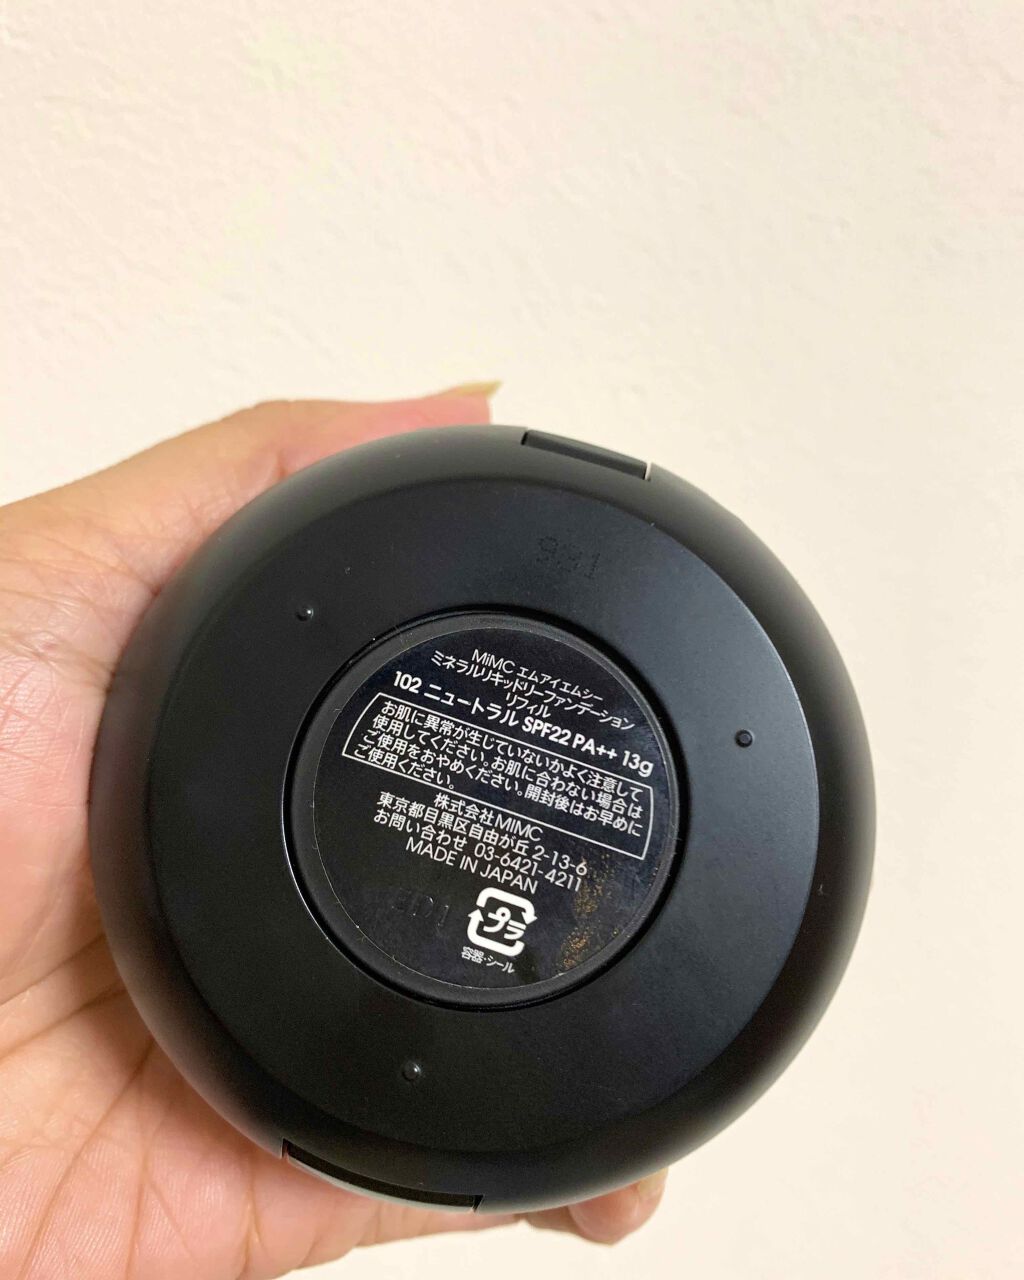 MiMC エムアイエムシー
ミネラルリキッドリーファンデーション
リフィル
102 ニュートラル SPF22 PA++ 13g
お肌に異常が生じていないかよく注意して
使用してください。お肌に合わない場合は
ご使用をおやめください。開封後はお早めに
ご使用ください。
株式会社MIMC
東京都目黒区自由が丘 2-13-6
お問い合わせ 03-6421-4211
MADE IN JAPAN
プラ
容器・シール